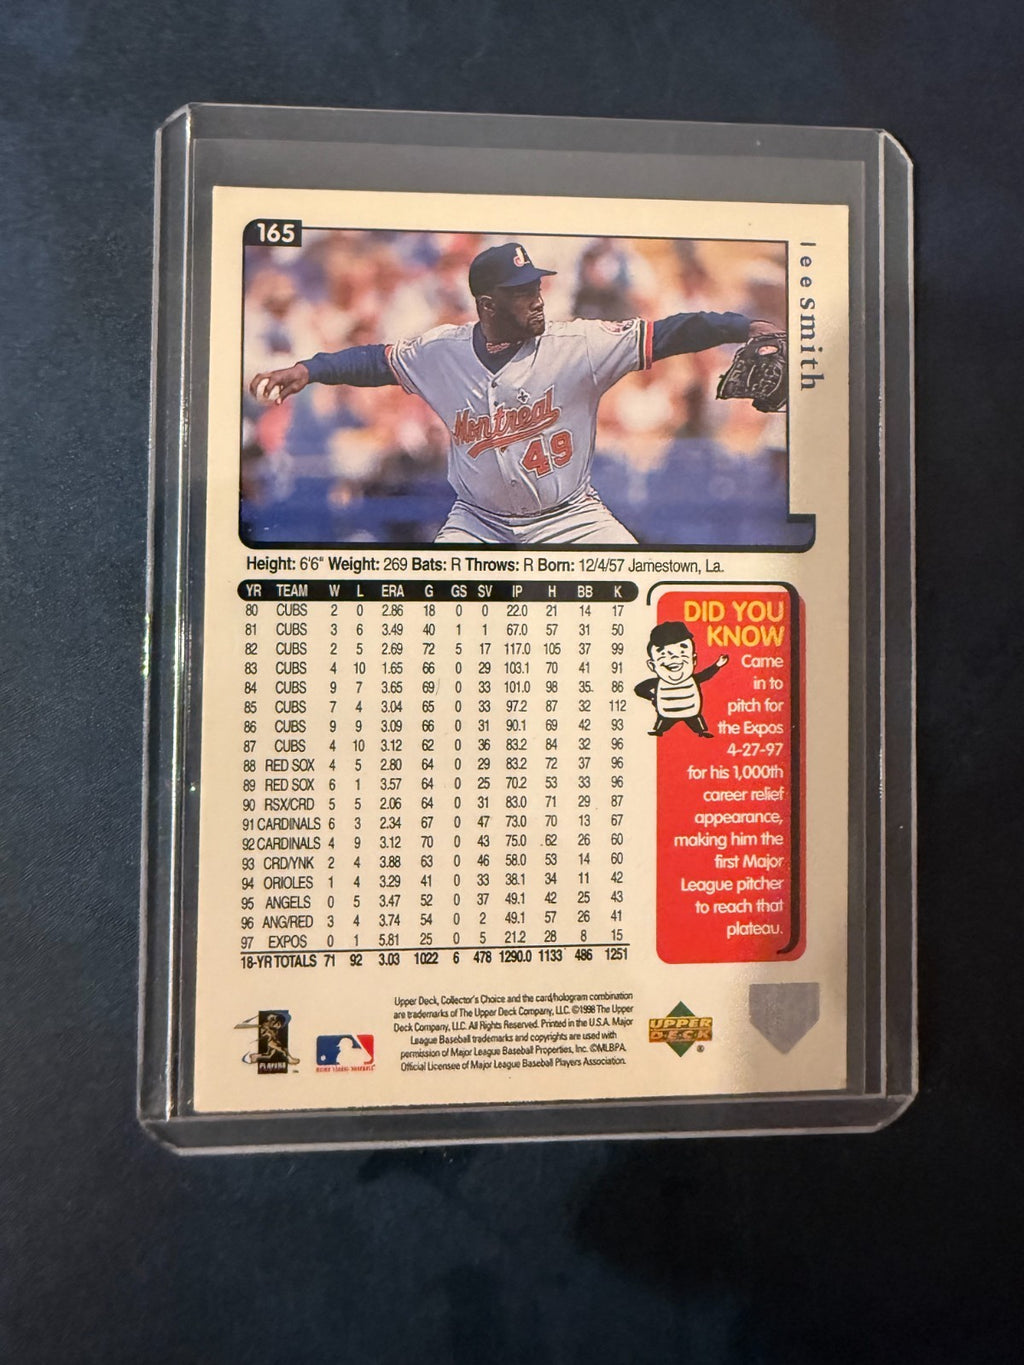 165
lee smith
Montreal
49
Height: 6'6" Weight: 269 Bats: R Throws: R Born: 12/4/57 Jamestown, La.
YR TEAM W L ERA G GS SV IP H BB K
80 CUBS 2 0 2.86 18 0 0 22.0 21 14 17
81 CUBS 3 6 3.49 40 1 1 67.0 57 31 50
82 CUBS 2 5 2.69 72 5 17 117.0 105 37 99
83 CUBS 4 10 1.65 66 0 29 103.1 70 41 91
84 CUBS 9 7 3.65 69 0 33 101.0 98 35 86
85 CUBS 7 4 3.04 65 0 33 97.2 87 32 112
86 CUBS 9 9 3.09 66 0 31 90.1 69 42 93
87 CUBS 4 10 3.12 62 0 36 83.2 84 32 96
88 RED SOX 4 5 2.80 64 0 29 83.2 72 37 96
89 RED SOX 6 1 3.57 64 0 25 70.2 53 33 96
90 RSX/CRD 5 5 2.06 64 0 31 83.0 71 29 87
91 CARDINALS 6 3 2.34 67 0 47 73.0 70 13 67
92 CARDINALS 4 9 3.12 70 0 43 75.0 62 26 60
93 CRD/YNK 2 4 3.88 63 0 46 58.0 53 14 60
94 ORIOLES 1 4 3.29 41 0 33 38.1 34 11 42
95 ANGELS 0 5 3.47 52 0 37 49.1 42 25 43
96 ANG/RED 3 4 3.74 54 0 2 49.1 57 26 41
97 EXPOS 0 1 5.81 25 0 5 21.2 28 8 15
18-YR TOTALS 71 92 3.03 1022 6 478 1290.0 1133 486 1251
DID YOU
KNOW
Came
in to
pitch for
the Expos
4-27-97
for his 1,000th
career relief
appearance,
making him the
first Major
League pitcher
to reach that
plateau.
Upper Deck, Collector's Choice and the card/hologram combination
are trademarks of The Upper Deck Company, LLC. ©1998 The Upper
Deck Company, LLC. All Rights Reserved. Printed in the U.S.A. Major
League Baseball trademarks and copyrights are used with
permission of Major League Baseball Properties, Inc. ©MLBPA.
Official Licensee of Major League Baseball Players Association.
PLAYERS
MAJOR LEAGUE BASEBALL
UPPER
DECK